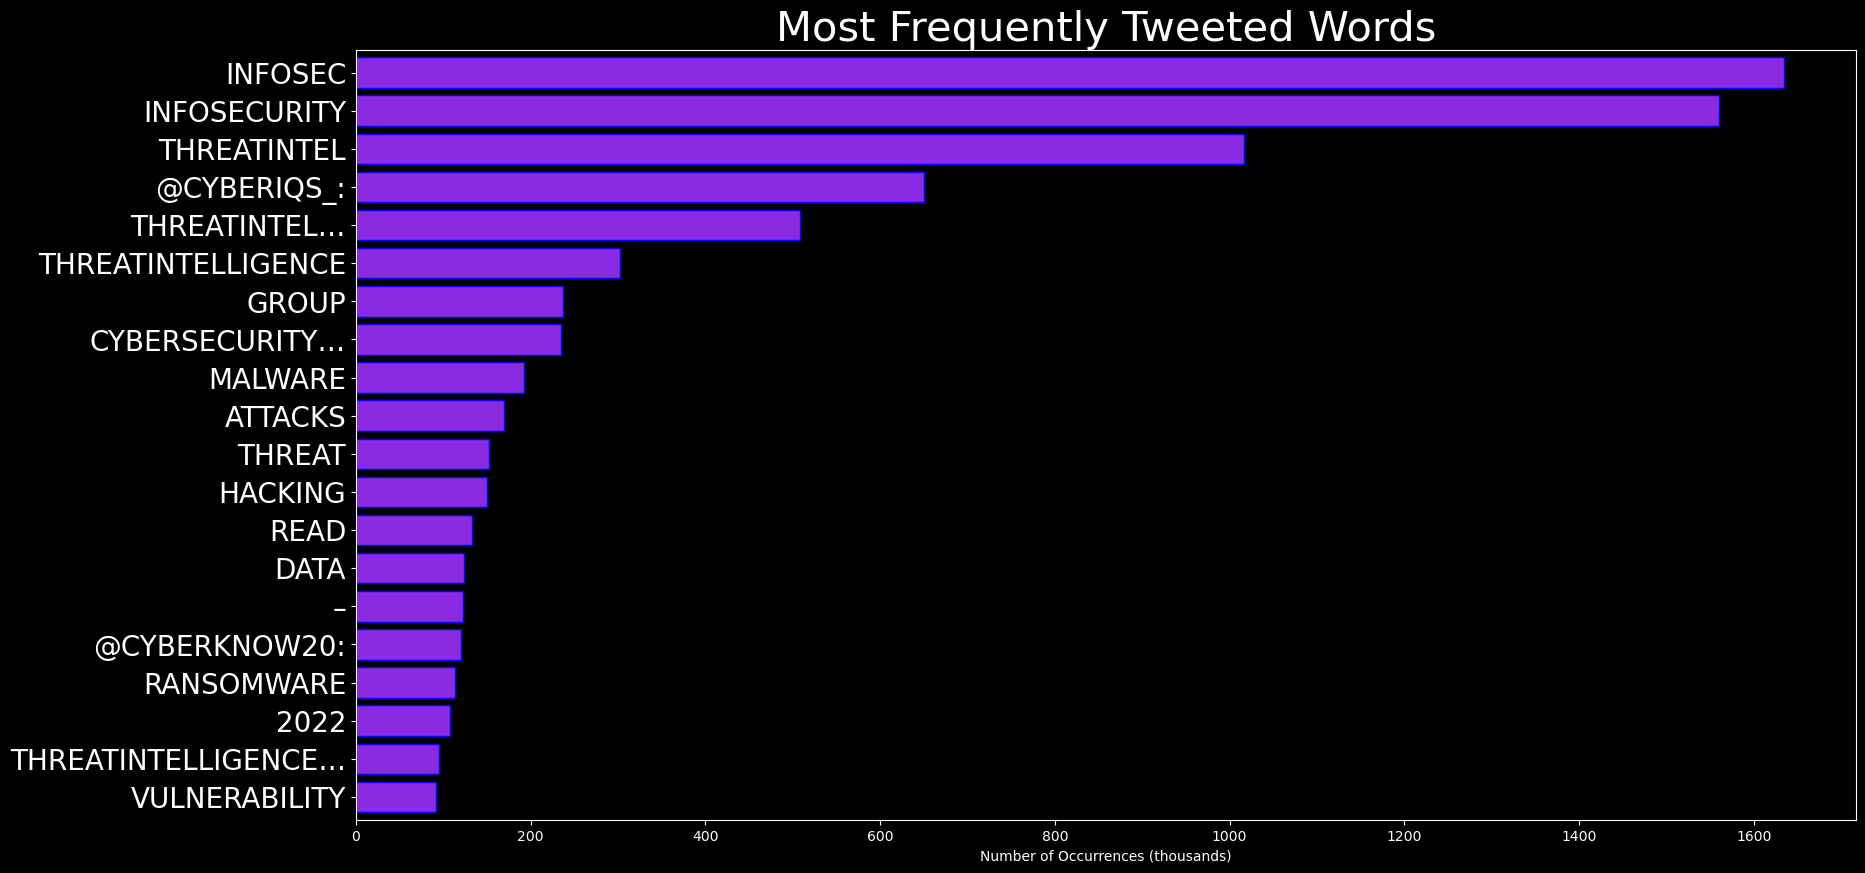 Most Frequently Tweeted Words
INFOSEC
INFOSECURITY
THREATINTEL
@CYBERIQS_:
THREATINTEL…
THREATINTELLIGENCE
GROUP
CYBERSECURITY…
MALWARE
ATTACKS
THREAT
HACKING
READ
DATA
–
@CYBERKNOW20:
RANSOMWARE
2022
THREATINTELLIGENCE…
VULNERABILITY
0 200 400 600 800 1000 1200 1400 1600
Number of Occurrences (thousands)